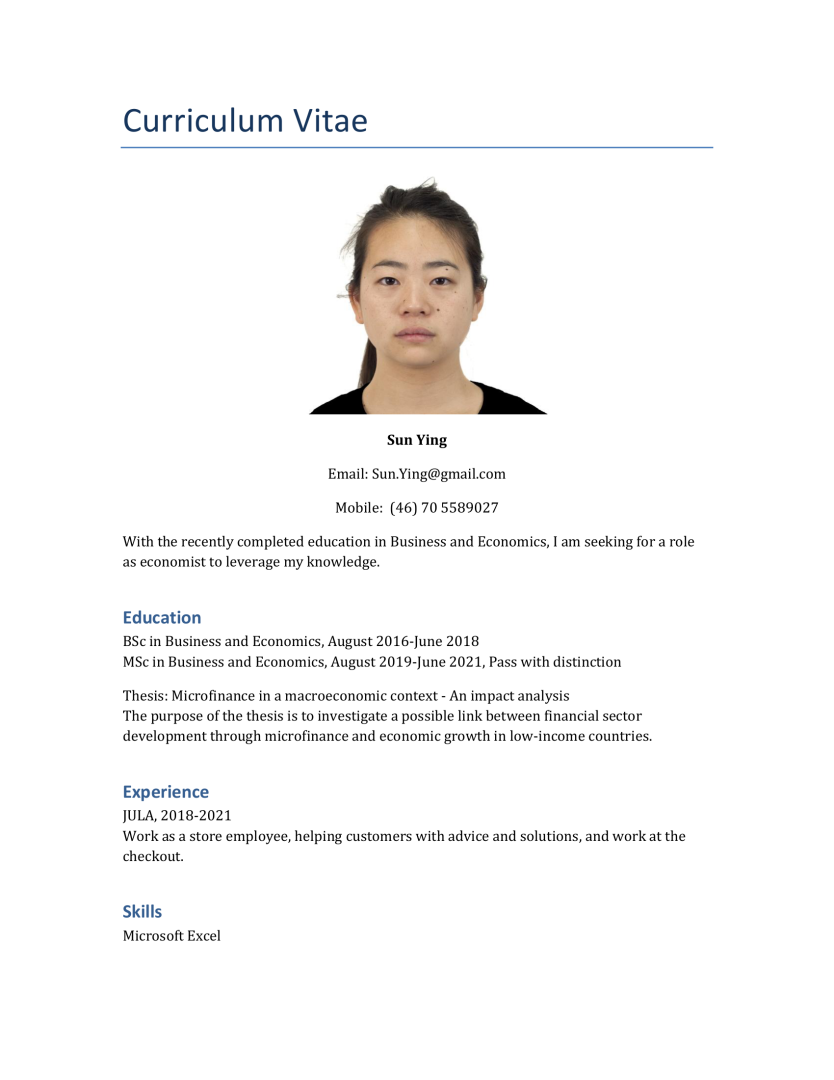 Curriculum Vitae
Sun Ying
Email: Sun.Ying@gmail.com
Mobile:  (46) 70 5589027
With the recently completed education in Business and Economics, I am seeking for a role
as economist to leverage my knowledge.
Education
BSc in Business and Economics, August 2016-June 2018
MSc in Business and Economics, August 2019-June 2021, Pass with distinction
Thesis: Microfinance in a macroeconomic context - An impact analysis
The purpose of the thesis is to investigate a possible link between financial sector
development through microfinance and economic growth in low-income countries.
Experience
JULA, 2018-2021
Work as a store employee, helping customers with advice and solutions, and work at the
checkout.
Skills
Microsoft Excel